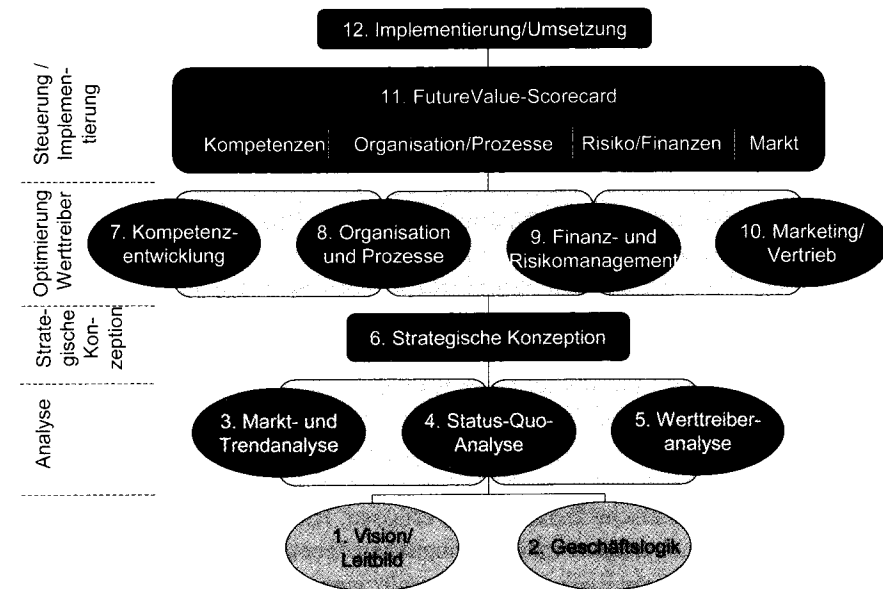 12. Implementierung/Umsetzung
Steuerung /
Implemen-
tierung
11. FutureValue-Scorecard
Kompetenzen
Organisation/Prozesse
Risiko/Finanzen
Markt
Optimierung
Werttreiber
7. Kompetenz-
entwicklung
8. Organisation
und Prozesse
9. Finanz- und
Risikomanagement
10. Marketing/
Vertrieb
Strate-
gische
Kon-
zeption
6. Strategische Konzeption
Analyse
3. Markt- und
Trendanalyse
4. Status-Quo-
Analyse
5. Werttreiber-
analyse
1. Vision/
Leitbild
2. Geschäftslogik